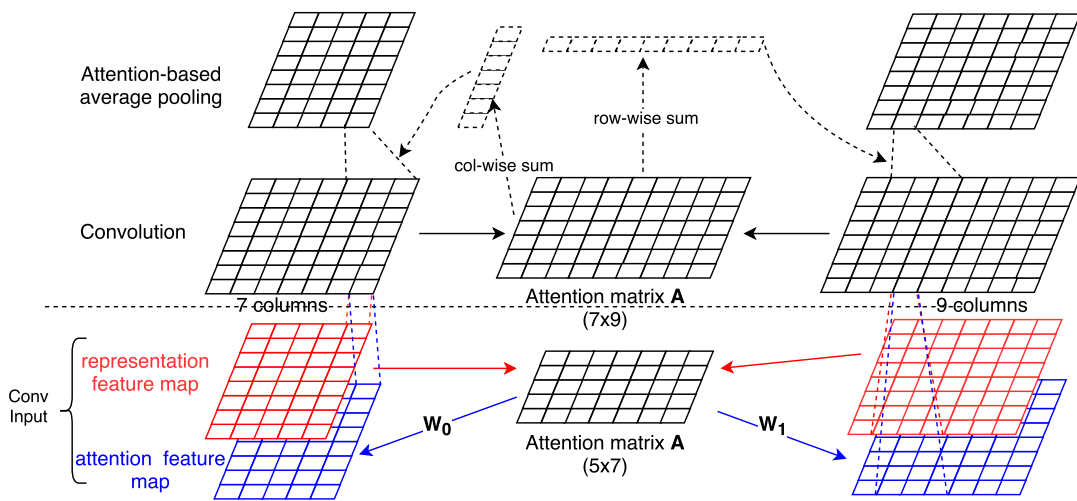 Attention-based
average pooling
row-wise sum
col-wise sum
Convolution
7 columns
Attention matrix A
(7x9)
9 columns
representation
feature map
Conv
Input
W0
W1
Attention matrix A
(5x7)
attention feature
map